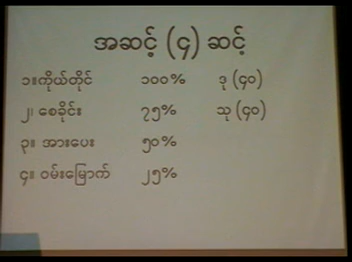 အဆင့် (၄) ဆင့်
၁။ကိုယ်တိုင် ၁၀၀% ဒု (၄၀)
၂၊ စေခိုင်း ၇၅% သု (၄၀)
၃။ အားပေး ၅၀%
၄။ ဝမ်းမြောက် ၂၅%